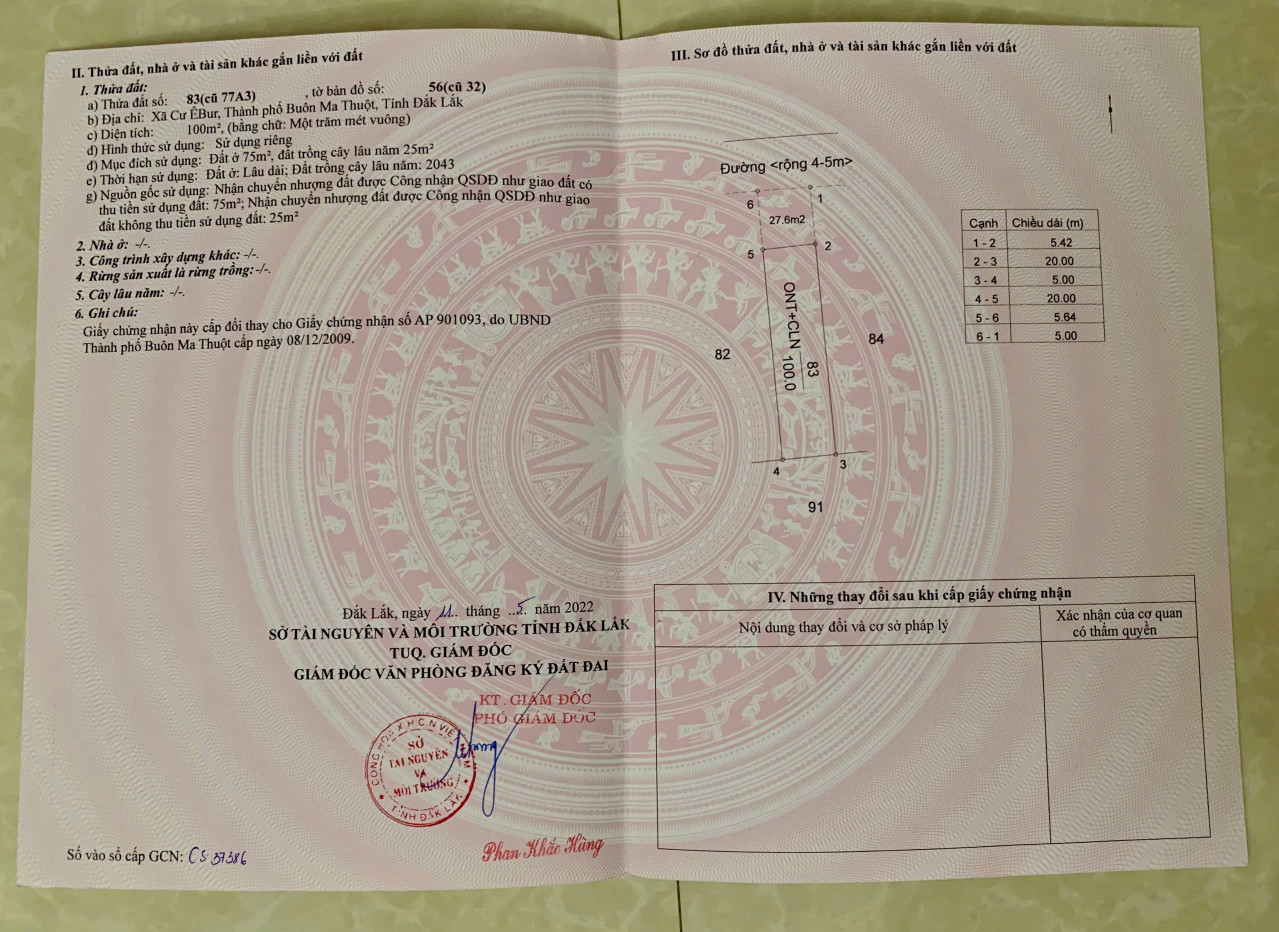 II. Thửa đất, nhà ở và tài sản khác gắn liền với đất
1. Thửa đất:
a) Thửa đất số: 83(cũ 77A3) , tờ bản đồ số: 56(cũ 32)
b) Địa chỉ: Xã Cư ÊBur, Thành phố Buôn Ma Thuột, Tỉnh Đắk Lắk
c) Diện tích: 100m², (bằng chữ: Một trăm mét vuông)
d) Hình thức sử dụng: Sử dụng riêng
đ) Mục đích sử dụng: Đất ở 75m², đất trồng cây lâu năm 25m²
e) Thời hạn sử dụng: Đất ở: Lâu dài; Đất trồng cây lâu năm: 2043
g) Nguồn gốc sử dụng: Nhận chuyển nhượng đất được Công nhận QSDĐ như giao đất có
thu tiền sử dụng đất: 75m²; Nhận chuyển nhượng đất được Công nhận QSDĐ như giao
đất không thu tiền sử dụng đất: 25m²
2. Nhà ở: -/-.
3. Công trình xây dựng khác: -/-.
4. Rừng sản xuất là rừng trồng: -/-.
5. Cây lâu năm: -/-.
6. Ghi chú:
Giấy chứng nhận này cấp đổi thay cho Giấy chứng nhận số AP 901093, do UBND
Thành phố Buôn Ma Thuột cấp ngày 08/12/2009.
Đắk Lắk, ngày 11.. tháng ..5. năm 2022
SỞ TÀI NGUYÊN VÀ MÔI TRƯỜNG TỈNH ĐẮK LẮK
TUQ. GIÁM ĐỐC
GIÁM ĐỐC VĂN PHÒNG ĐĂNG KÝ ĐẤT ĐAI
KT. GIÁM ĐỐC
PHÓ GIÁM ĐỐC
CỘNG HOÀ X.H.C.N VIỆT NAM
SỞ
TÀI NGUYÊN
VÀ
MÔI TRƯỜNG
TỈNH ĐẮK LẮK
Phan Khắc Hùng
Số vào sổ cấp GCN: CS 37386
III. Sơ đồ thửa đất, nhà ở và tài sản khác gắn liền với đất
Đường <rộng 4-5m>
6
1
27.6m2
5
2
ONT+CLN
83
100.0
82
84
4
3
91
Cạnh Chiều dài (m)
1 - 2 5.42
2 - 3 20.00
3 - 4 5.00
4 - 5 20.00
5 - 6 5.64
6 - 1 5.00
IV. Những thay đổi sau khi cấp giấy chứng nhận
Nội dung thay đổi và cơ sở pháp lý
Xác nhận của cơ quan
có thẩm quyền